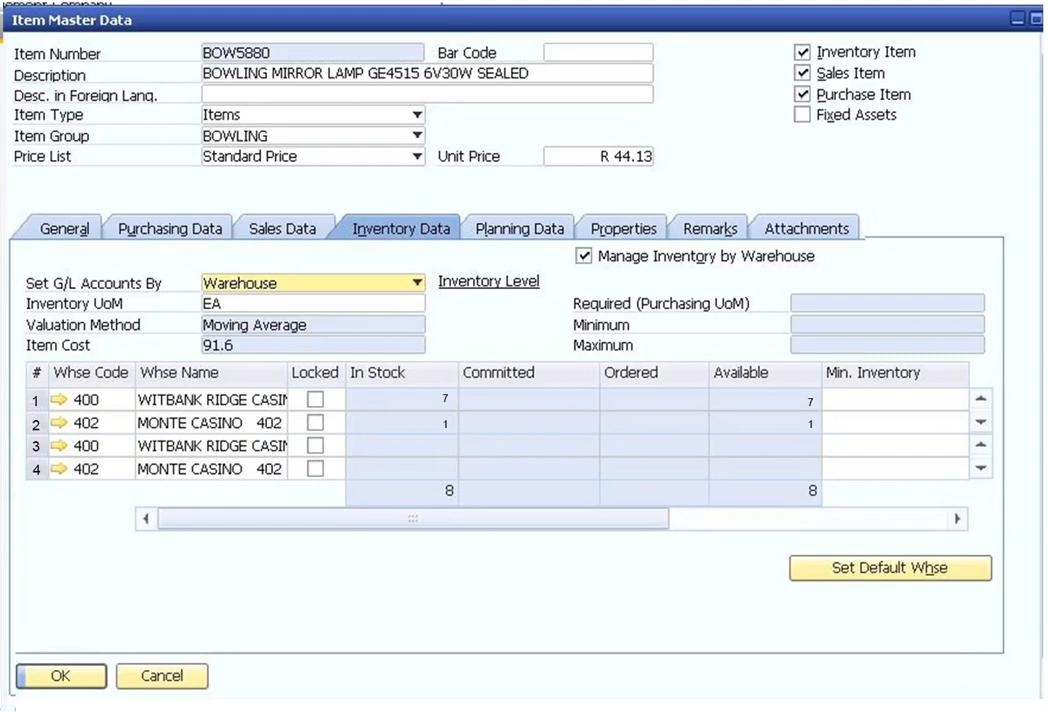 Item Master Data
Item Number BOW5880 Bar Code Inventory Item
Description BOWLING MIRROR LAMP GE4515 6V30W SEALED Sales Item
Desc. in Foreign Lang. Purchase Item
Item Type Items Fixed Assets
Item Group BOWLING
Price List Standard Price Unit Price R 44.13
General Purchasing Data Sales Data Inventory Data Planning Data Properties Remarks Attachments
Manage Inventory by Warehouse
Set G/L Accounts By Warehouse Inventory Level
Inventory UoM EA Required (Purchasing UoM)
Valuation Method Moving Average Minimum
Item Cost 91.6 Maximum
# Whse Code Whse Name Locked In Stock Committed Ordered Available Min. Inventory
1 400 WITBANK RIDGE CASIN 7 7
2 402 MONTE CASINO 402 1 1
3 400 WITBANK RIDGE CASIN
4 402 MONTE CASINO 402
8 8
Set Default Whse
OK Cancel